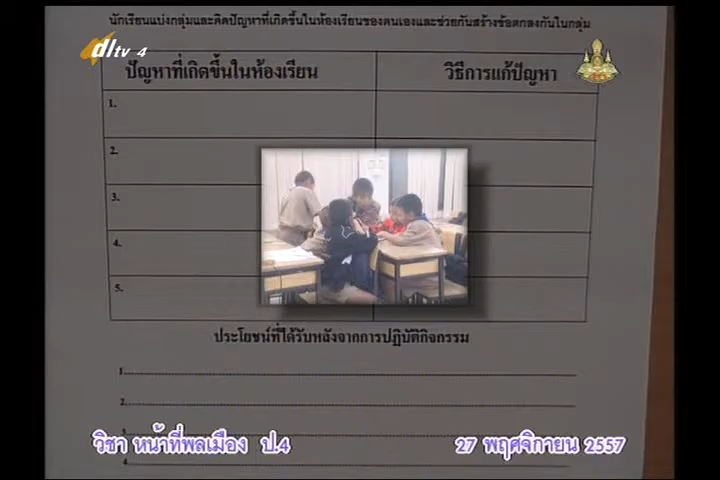 นักเรียนแบ่งกลุ่มและคิดปัญหาที่เกิดขึ้นในห้องเรียนของตนเองและช่วยกันสร้างข้อตกลงกันในกลุ่ม
dltv 4
ปัญหาที่เกิดขึ้นในห้องเรียน วิธีการแก้ปัญหา
1.
2.
3.
4.
5.
ประโยชน์ที่ได้รับหลังจากการปฏิบัติกิจกรรม
1.
2.
3.
วิชา หน้าที่พลเมือง ป.4 27 พฤศจิกายน 2557
4.